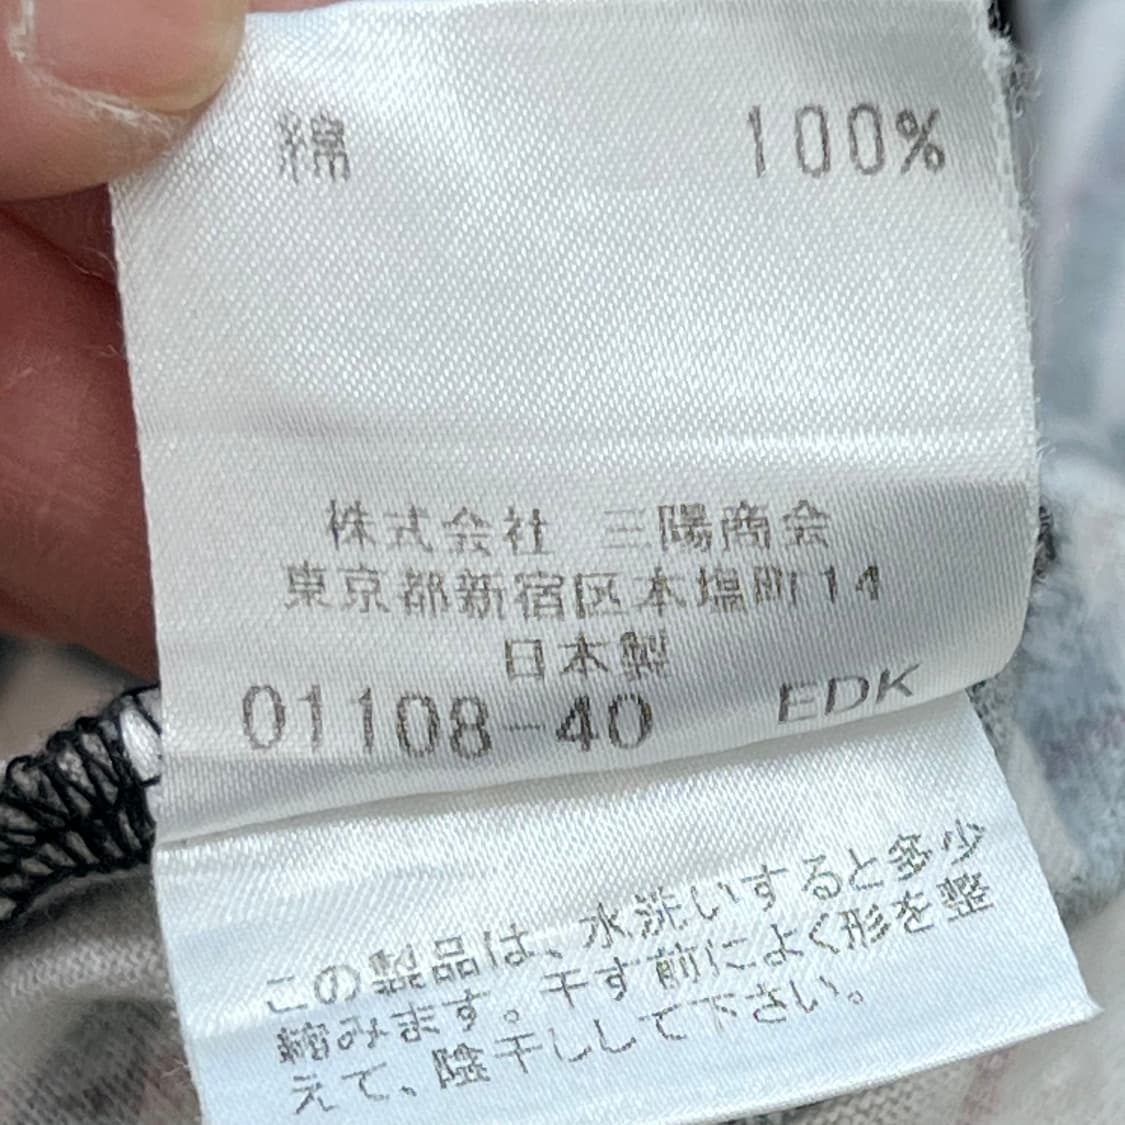 綿 100%
株式会社 三陽商会
東京都新宿区本塩町14
日本製
01108-40 EDK
この製品は、水洗いすると多少
縮みます。干す前によく形を整
えて、陰干ししして下さい。